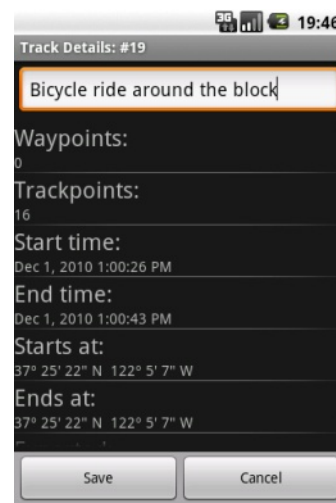 3G 19:46
Track Details: #19
Bicycle ride around the block
Waypoints:
0
Trackpoints:
16
Start time:
Dec 1, 2010 1:00:26 PM
End time:
Dec 1, 2010 1:00:43 PM
Starts at:
37° 25' 22" N 122° 5' 7" W
Ends at:
37° 25' 22" N 122° 5' 7" W
Save Cancel